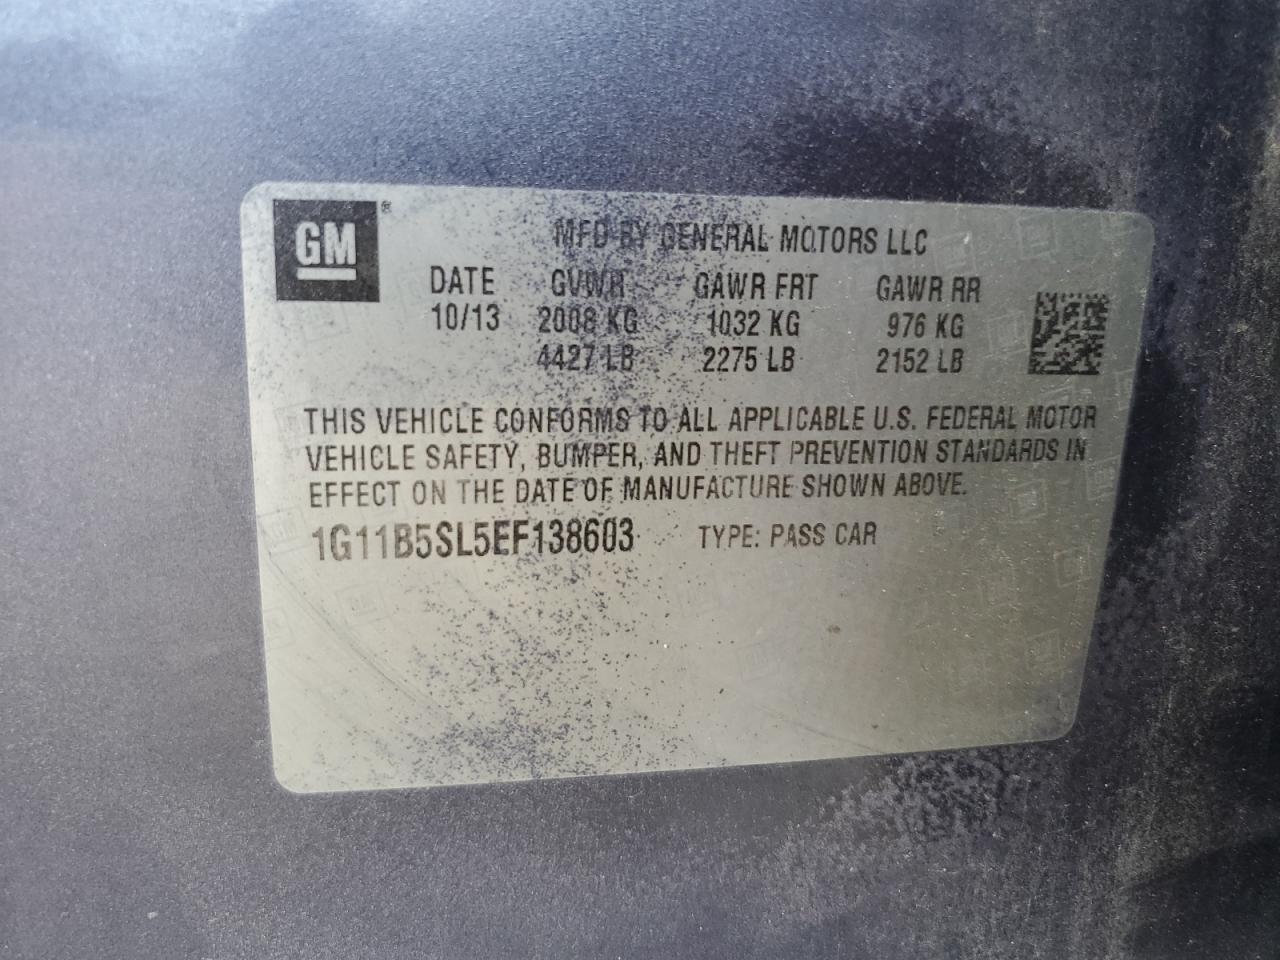 GM®
MFD BY GENERAL MOTORS LLC
DATE GVWR GAWR FRT GAWR RR
10/13 2008 KG 1032 KG 976 KG
4427 LB 2275 LB 2152 LB
THIS VEHICLE CONFORMS TO ALL APPLICABLE U.S. FEDERAL MOTOR
VEHICLE SAFETY, BUMPER, AND THEFT PREVENTION STANDARDS IN
EFFECT ON THE DATE OF MANUFACTURE SHOWN ABOVE.
1G11B5SL5EF138603 TYPE: PASS CAR